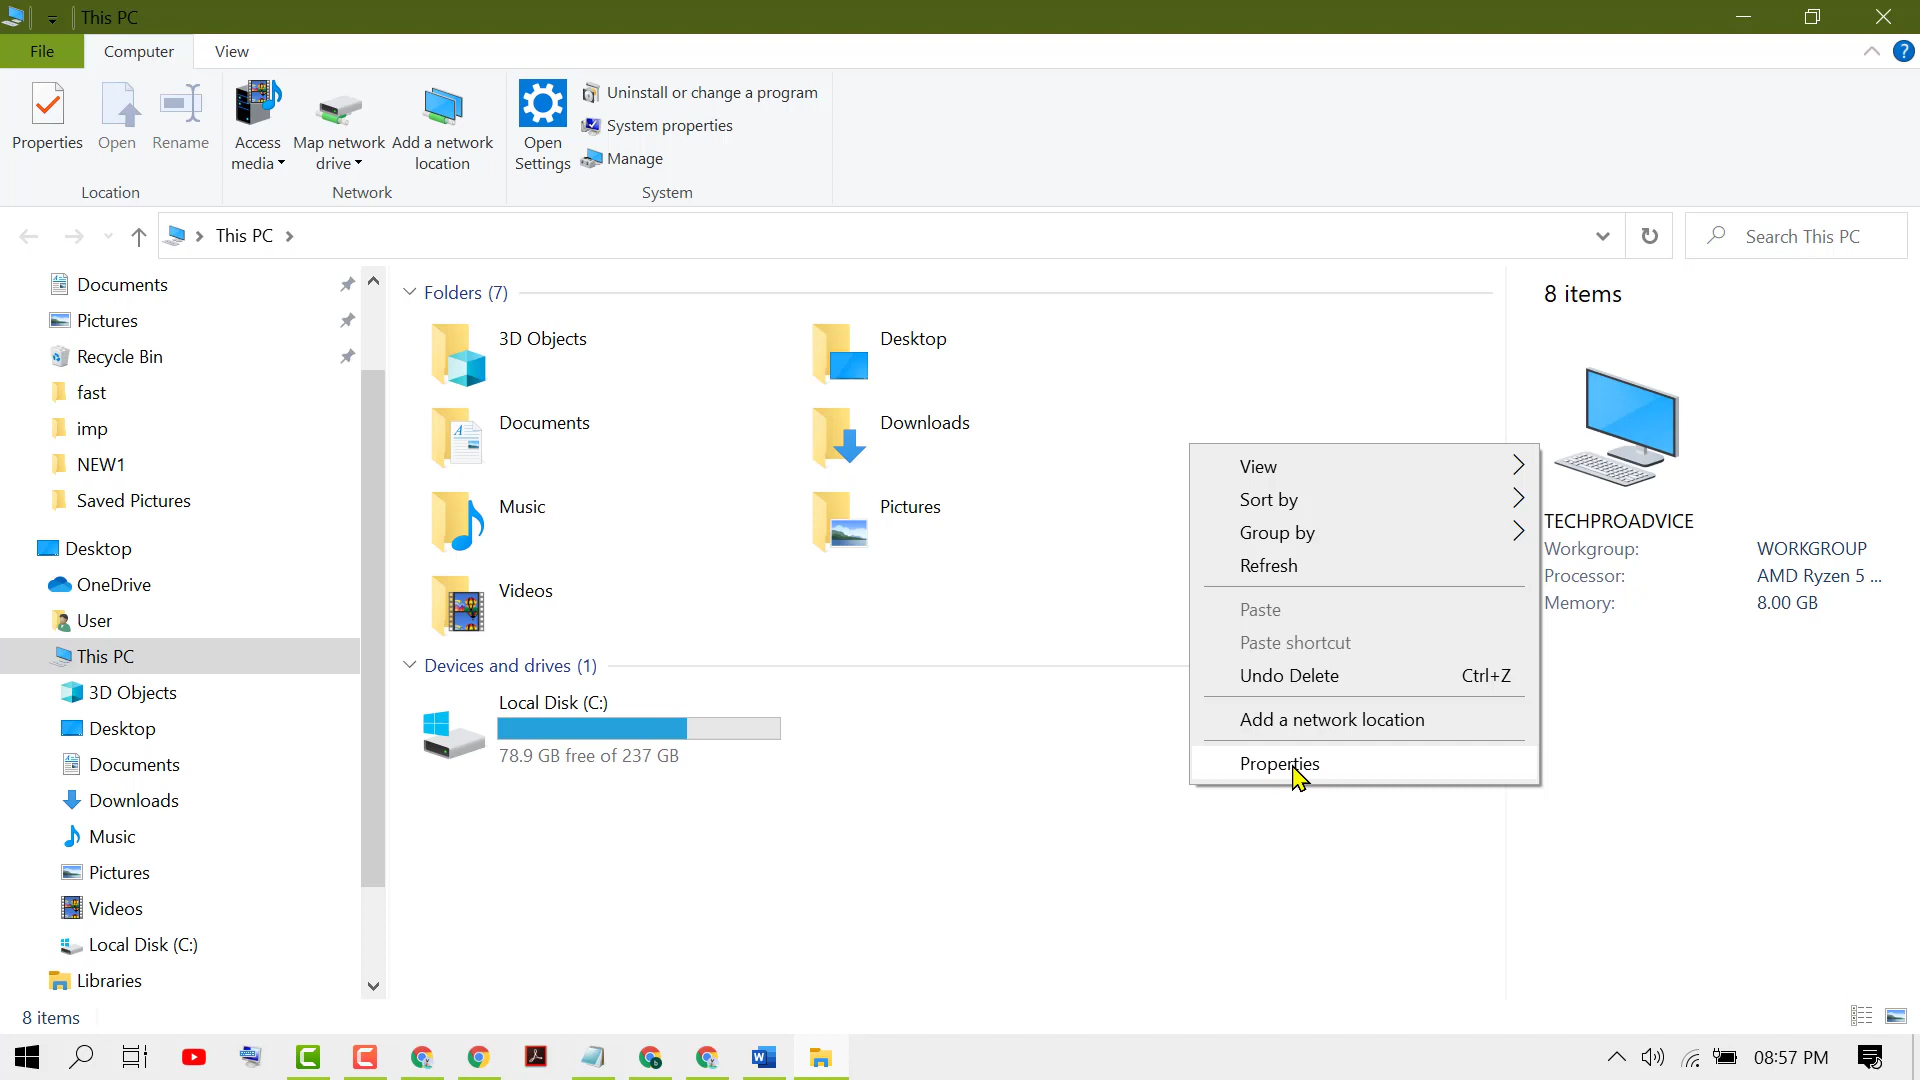 This PC
File
Computer
View
Properties
Open
Rename
Location
Access media
Map network drive
Add a network location
Network
Open Settings
Uninstall or change a program
System properties
Manage
System
This PC
Search This PC
Documents
Pictures
Recycle Bin
fast
imp
NEW1
Saved Pictures
Desktop
OneDrive
User
This PC
3D Objects
Desktop
Documents
Downloads
Music
Pictures
Videos
Local Disk (C:)
Libraries
Folders (7)
3D Objects
Desktop
Documents
Downloads
Music
Pictures
Videos
Devices and drives (1)
Local Disk (C:)
78.9 GB free of 237 GB
View
Sort by
Group by
Refresh
Paste
Paste shortcut
Undo Delete Ctrl+Z
Add a network location
Properties
8 items
TECHPROADVICE
Workgroup: WORKGROUP
Processor: AMD Ryzen 5 ...
Memory: 8.00 GB
8 items
08:57 PM